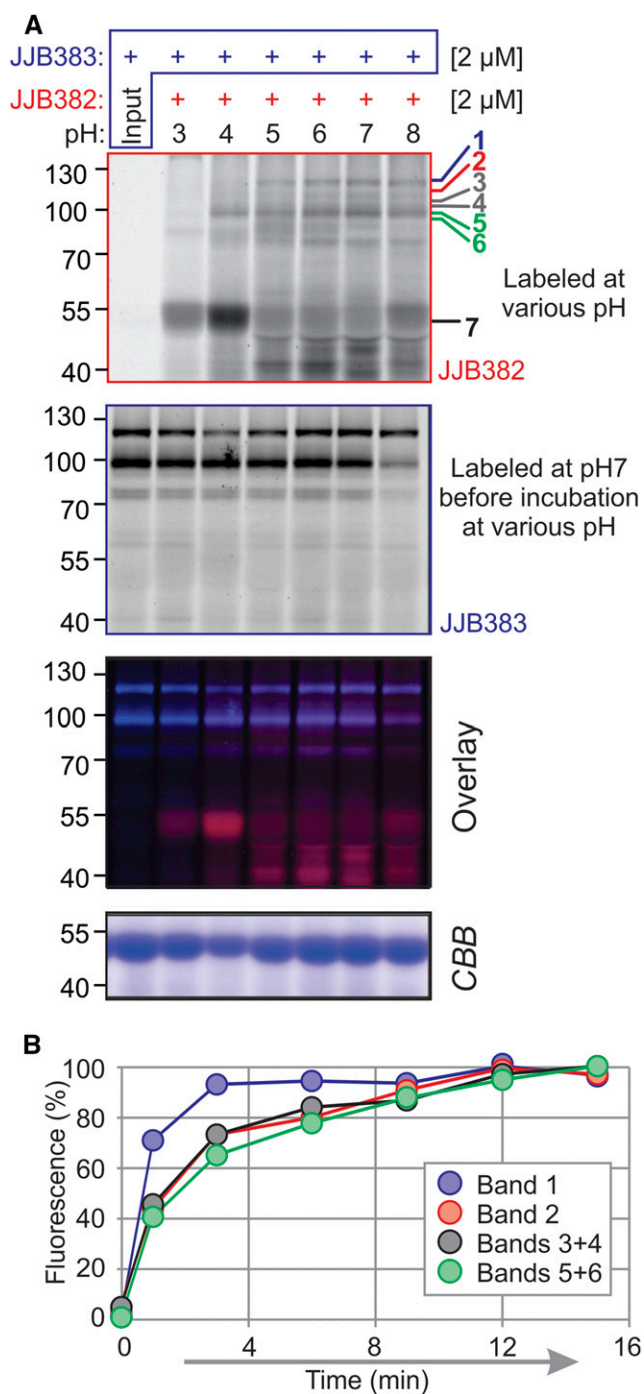 A
JJB383: + + + + + + + [2 µM]
JJB382: Input + + + + + + [2 µM]
pH: 3 4 5 6 7 8
130
100
70
55
40
1
2
3
4
5
6
7
Labeled at
various pH
JJB382
130
100
70
55
40
Labeled at pH7
before incubation
at various pH
JJB383
130
100
70
55
40
Overlay
55
40
CBB
B
Fluorescence (%)
100
80
60
40
20
0
Band 1
Band 2
Bands 3+4
Bands 5+6
0 4 8 12 16
Time (min)